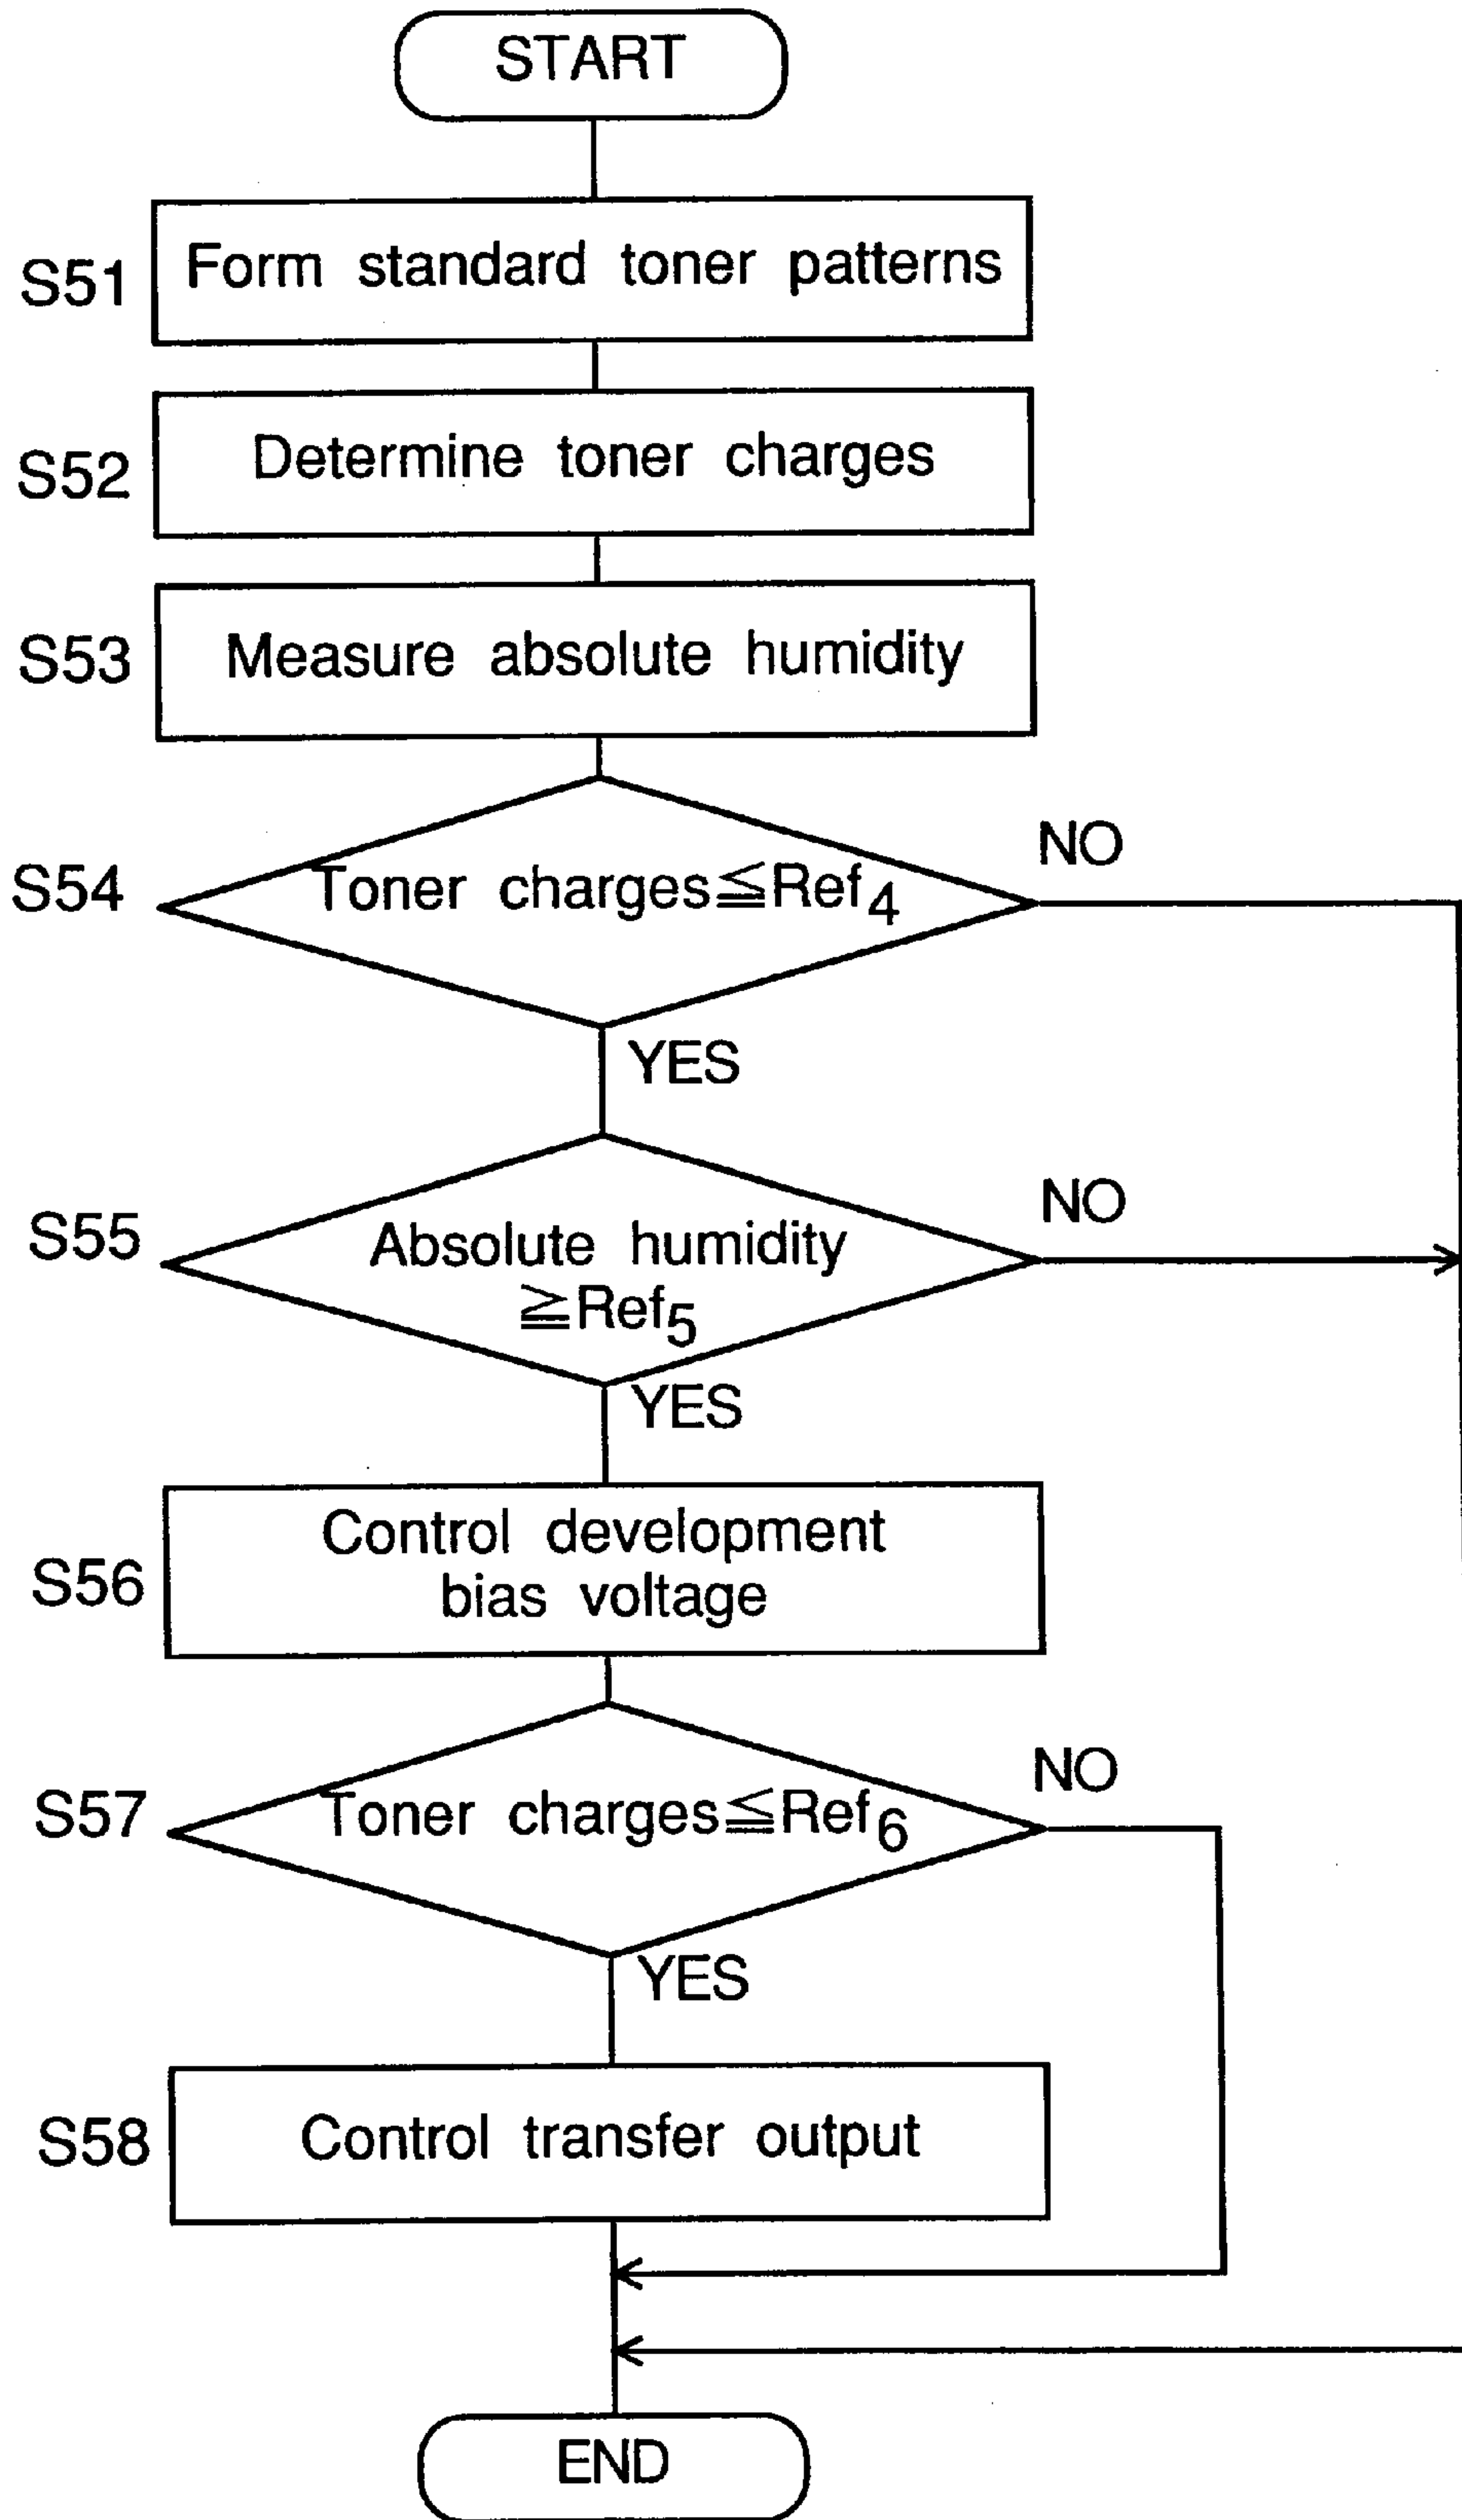 START
S51 Form standard toner patterns
S52 Determine toner charges
S53 Measure absolute humidity
S54 Toner charges≦Ref4 NO
YES
S55 Absolute humidity NO
≧Ref5
YES
S56 Control development
bias voltage
S57 Toner charges≦Ref6 NO
YES
S58 Control transfer output
END